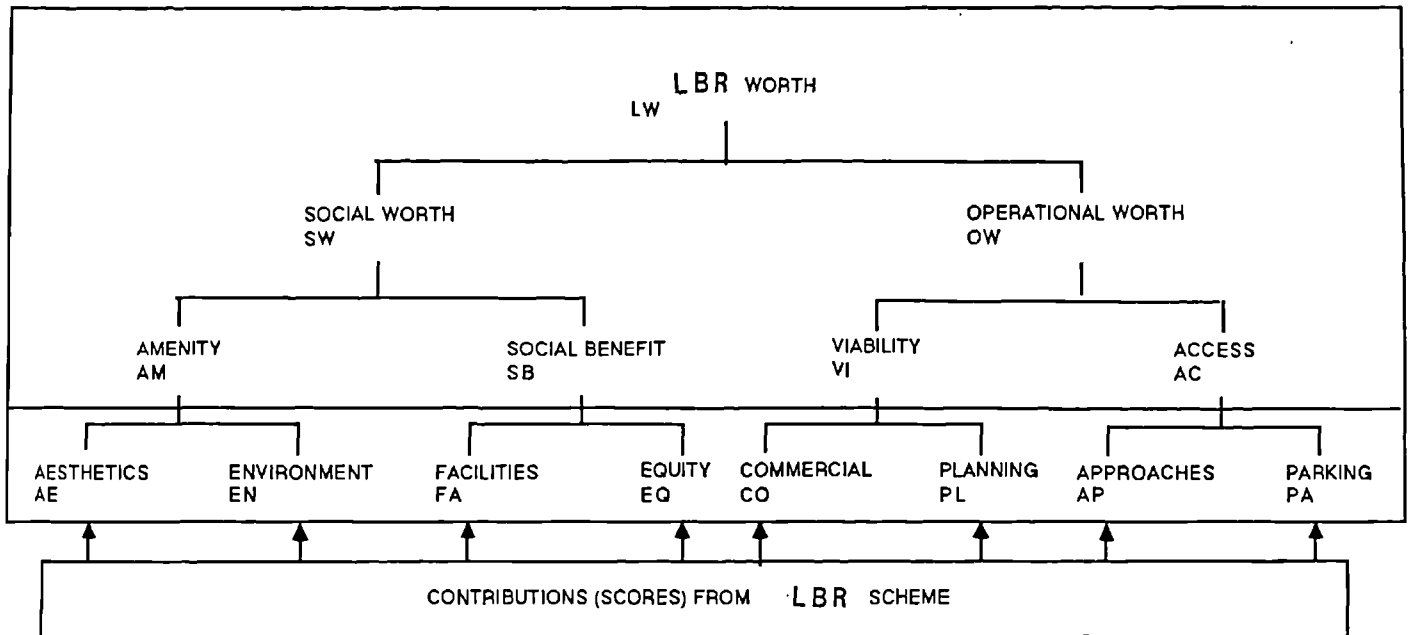 LBR WORTH
LW
SOCIAL WORTH
SW
OPERATIONAL WORTH
OW
AMENITY
AM
SOCIAL BENEFIT
SB
VIABILITY
VI
ACCESS
AC
AESTHETICS
AE
ENVIRONMENT
EN
FACILITIES
FA
EQUITY
EQ
COMMERCIAL
CO
PLANNING
PL
APPROACHES
AP
PARKING
PA
CONTRIBUTIONS (SCORES) FROM LBR SCHEME